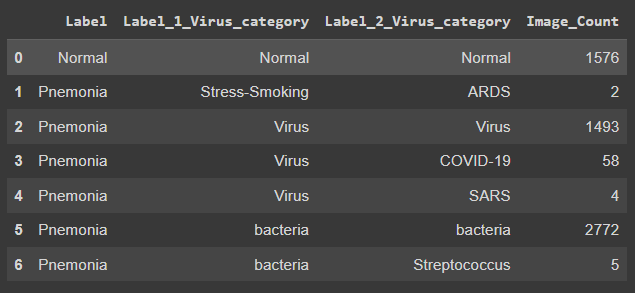 Label Label_1_Virus_category Label_2_Virus_category Image_Count
0 Normal Normal Normal 1576
1 Pnemonia Stress-Smoking ARDS 2
2 Pnemonia Virus Virus 1493
3 Pnemonia Virus COVID-19 58
4 Pnemonia Virus SARS 4
5 Pnemonia bacteria bacteria 2772
6 Pnemonia bacteria Streptococcus 5